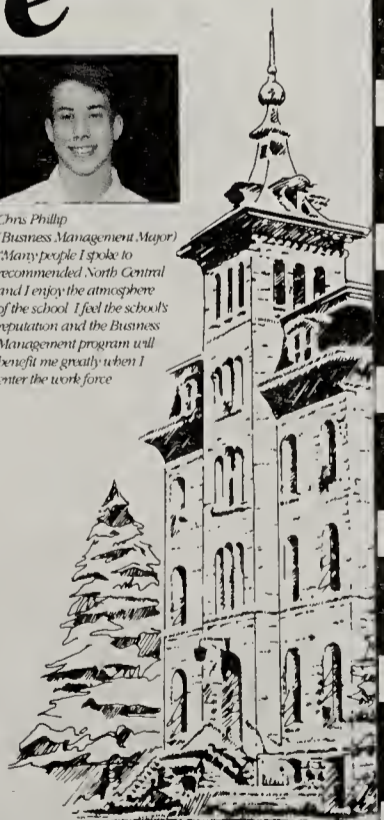 e
Chris Phillip
(Business Management Major)
"Many people I spoke to
recommended North Central
and I enjoy the atmosphere
of the school I feel the school's
reputation and the Business
Management program will
benefit me greatly when I
enter the work force